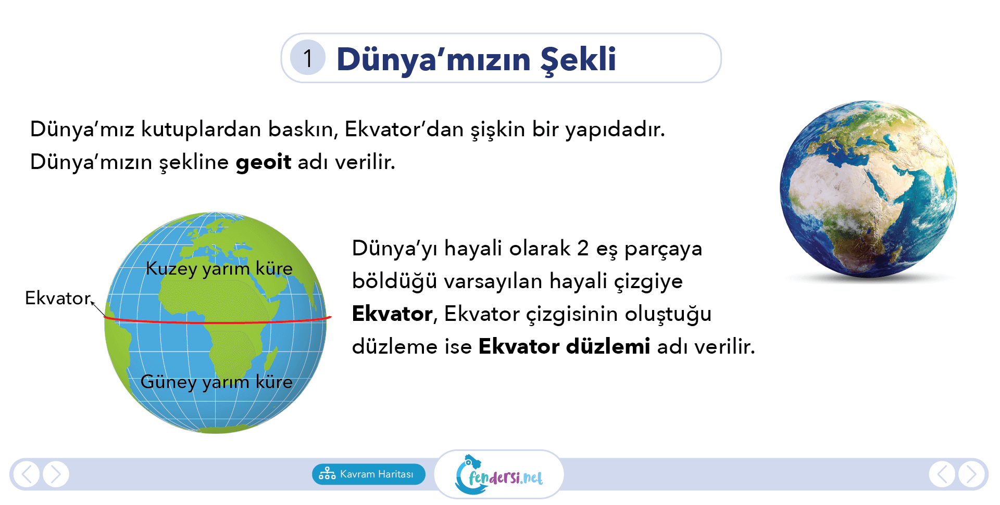 1 Dünya’mızın Şekli
Dünya’mız kutuplardan baskın, Ekvator’dan şişkin bir yapıdadır.
Dünya’mızın şekline geoit adı verilir.
Kuzey yarım küre
Ekvator
Güney yarım küre
Dünya’yı hayali olarak 2 eş parçaya
böldüğü varsayılan hayali çizgiye
Ekvator, Ekvator çizgisinin oluştuğu
düzleme ise Ekvator düzlemi adı verilir.
Kavram Haritası
fendersi.net